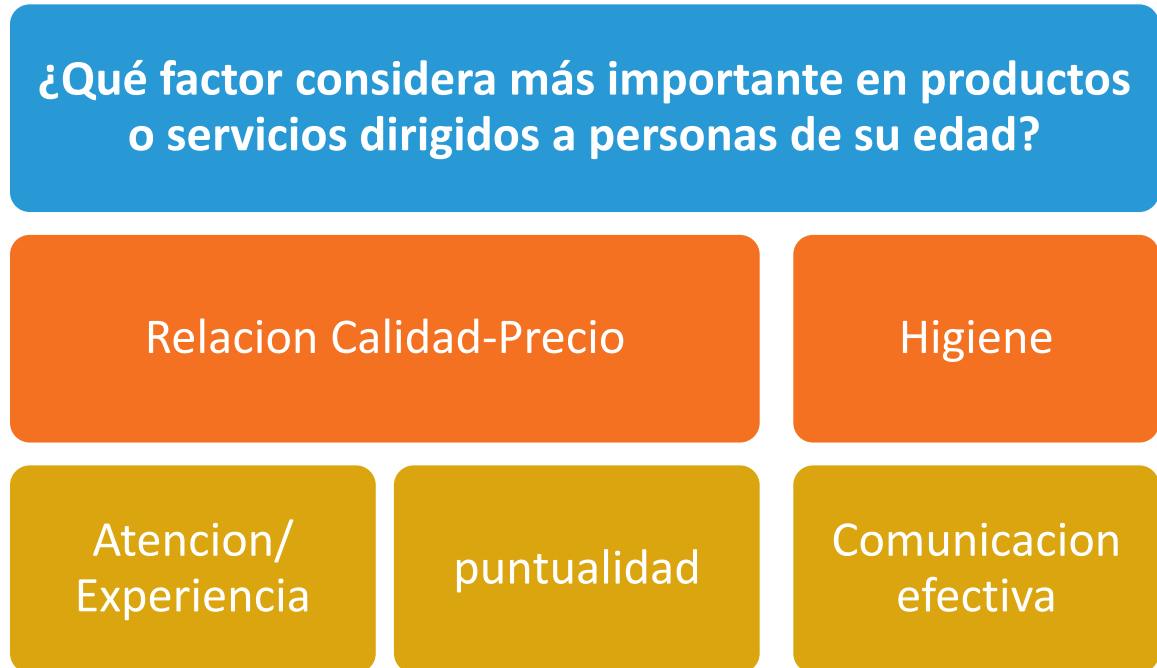 ¿Qué factor considera más importante en productos
o servicios dirigidos a personas de su edad?
Relacion Calidad-Precio
Higiene
Atencion/
Experiencia
puntualidad
Comunicacion
efectiva